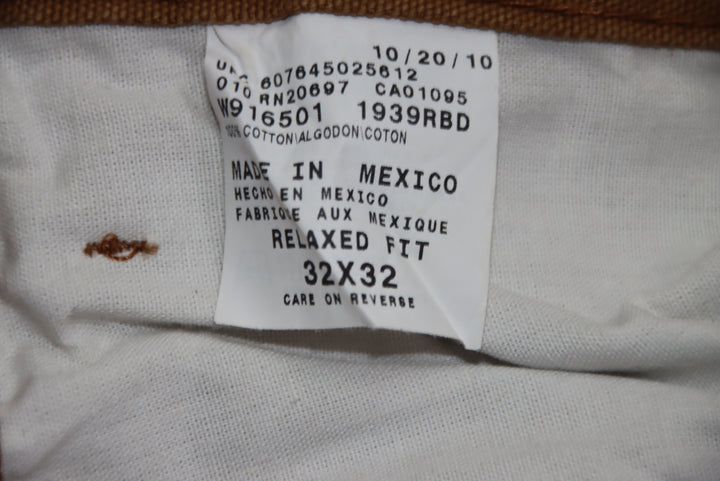 10/20/10
607645025612
010 RN20697 CA01095
W916501 1939RBD
100% COTTON\ALGODON\COTON
MADE IN MEXICO
HECHO EN MEXICO
FABRIQUE AUX MEXIQUE
RELAXED FIT
32X32
CARE ON REVERSE